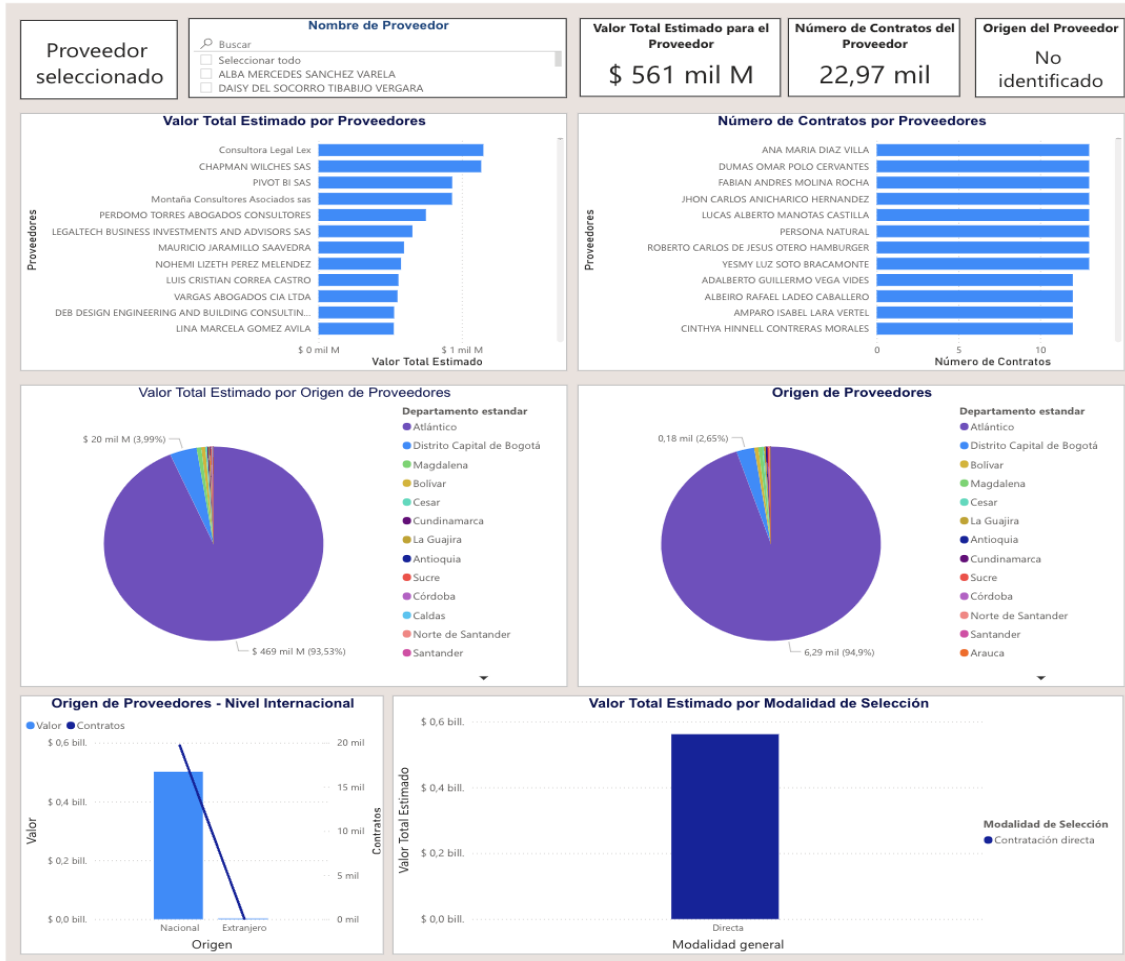 Proveedor
seleccionado
Nombre de Proveedor
Buscar
Seleccionar todo
ALBA MERCEDES SANCHEZ VARELA
DAISY DEL SOCORRO TIBABIJO VERGARA
Valor Total Estimado para el
Proveedor
$ 561 mil M
Número de Contratos del
Proveedor
22,97 mil
Origen del Proveedor
No
identificado
Valor Total Estimado por Proveedores
Proveedores
Consultora Legal Lex
CHAPMAN WILCHES SAS
PIVOT BI SAS
Montaña Consultores Asociados sas
PERDOMO TORRES ABOGADOS CONSULTORES
LEGALTECH BUSINESS INVESTMENTS AND ADVISORS SAS
MAURICIO JARAMILLO SAAVEDRA
NOHEMI LIZETH PEREZ MELENDEZ
LUIS CRISTIAN CORREA CASTRO
VARGAS ABOGADOS CIA LTDA
DEB DESIGN ENGINEERING AND BUILDING CONSULTIN...
LINA MARCELA GOMEZ AVILA
$ 0 mil M $ 1 mil M
Valor Total Estimado
Número de Contratos por Proveedores
Proveedores
ANA MARIA DIAZ VILLA
DUMAS OMAR POLO CERVANTES
FABIAN ANDRES MOLINA ROCHA
JHON CARLOS ANICHARICO HERNANDEZ
LUCAS ALBERTO MANOTAS CASTILLA
PERSONA NATURAL
ROBERTO CARLOS DE JESUS OTERO HAMBURGER
YESMY LUZ SOTO BRACAMONTE
ADALBERTO GUILLERMO VEGA VIDES
ALBEIRO RAFAEL LADEO CABALLERO
AMPARO ISABEL LARA VERTEL
CINTHYA HINNELL CONTRERAS MORALES
0 5 10
Número de Contratos
Valor Total Estimado por Origen de Proveedores
$ 20 mil M (3,99%)
$ 469 mil M (93,53%)
Departamento estandar
Atlántico
Distrito Capital de Bogotá
Magdalena
Bolívar
Cesar
Cundinamarca
La Guajira
Antioquia
Sucre
Córdoba
Caldas
Norte de Santander
Santander
Origen de Proveedores
0,18 mil (2,65%)
6,29 mil (94,9%)
Departamento estandar
Atlántico
Distrito Capital de Bogotá
Bolívar
Magdalena
Cesar
La Guajira
Antioquia
Cundinamarca
Sucre
Córdoba
Norte de Santander
Santander
Arauca
Origen de Proveedores - Nivel Internacional
Valor Contratos
Valor
$ 0,6 bill.
$ 0,4 bill.
$ 0,2 bill.
$ 0,0 bill.
20 mil
15 mil
10 mil
5 mil
0 mil
Contratos
Nacional Extranjero
Origen
Valor Total Estimado por Modalidad de Selección
Valor Total Estimado
$ 0,6 bill.
$ 0,4 bill.
$ 0,2 bill.
$ 0,0 bill.
Directa
Modalidad general
Modalidad de Selección
Contratación directa